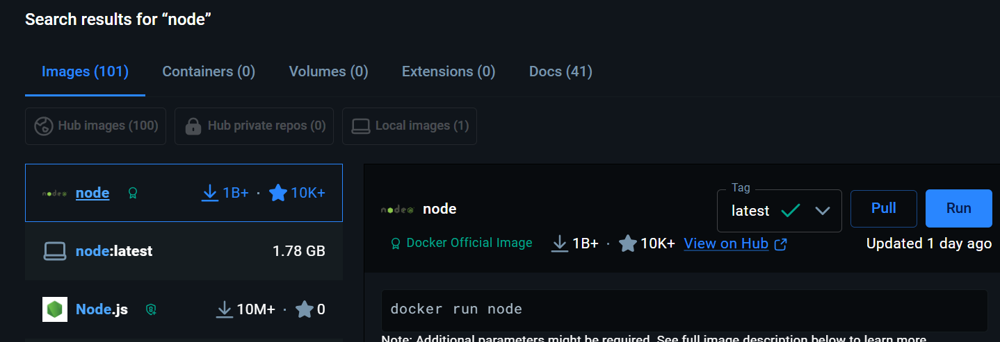 Search results for “node”
Images (101) Containers (0) Volumes (0) Extensions (0) Docs (41)
Hub images (100) Hub private repos (0) Local images (1)
node 1B+ · 10K+
node:latest 1.78 GB
Node.js 10M+ · 0
node
Tag
latest
Pull
Run
Docker Official Image 1B+ · 10K+ View on Hub Updated 1 day ago
docker run node
Note: Additional parameters might be required. See full image description below to learn more.